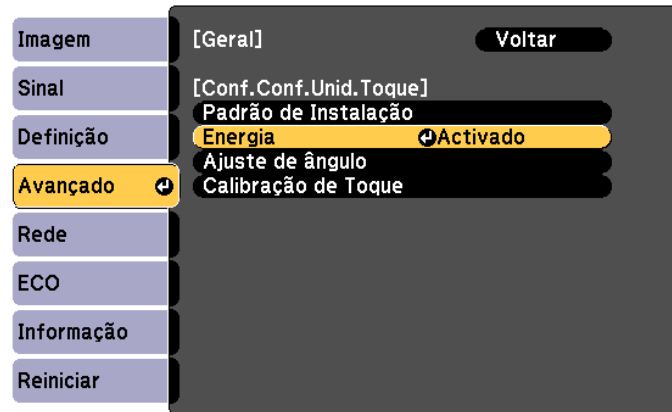 Imagem
Sinal
Definição
Avançado
Rede
ECO
Informação
Reiniciar
[Geral] Voltar
[Conf.Conf.Unid.Toque]
Padrão de Instalação
Energia Activado
Ajuste de ângulo
Calibração de Toque